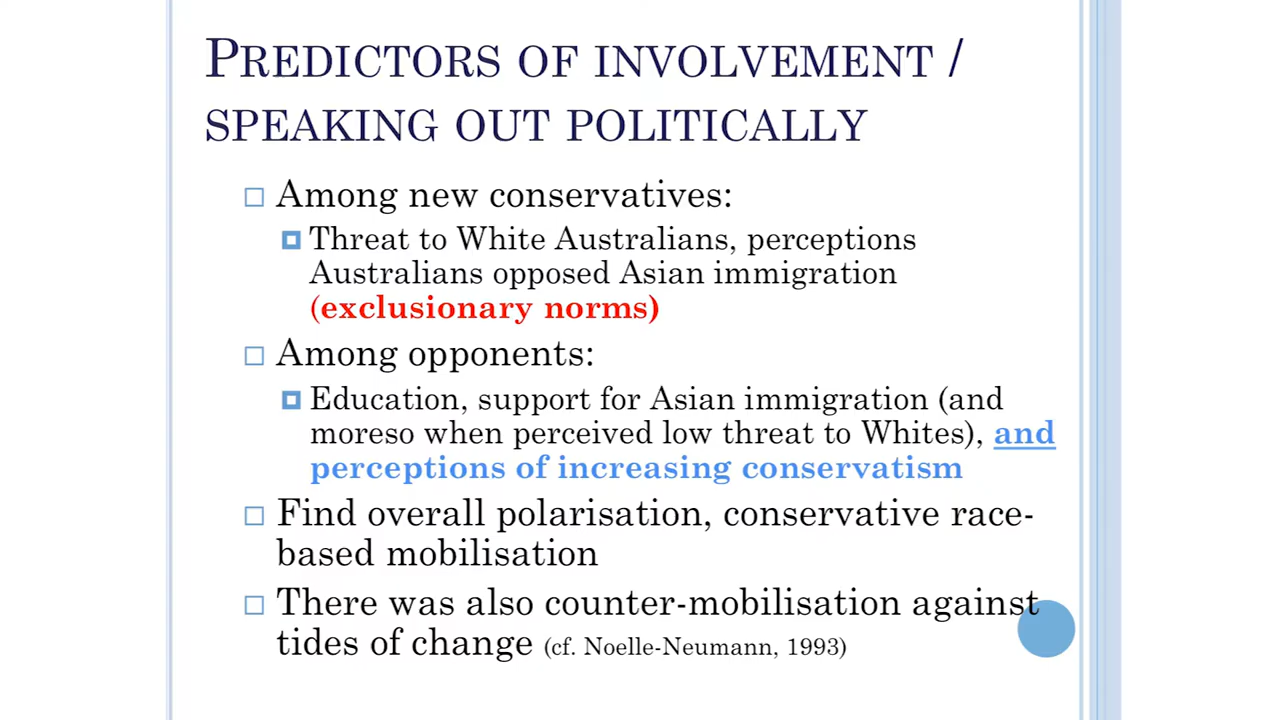 PREDICTORS OF INVOLVEMENT /
SPEAKING OUT POLITICALLY
Among new conservatives:
Threat to White Australians, perceptions
Australians opposed Asian immigration
(exclusionary norms)
Among opponents:
Education, support for Asian immigration (and
moreso when perceived low threat to Whites), and
perceptions of increasing conservatism
Find overall polarisation, conservative race-
based mobilisation
There was also counter-mobilisation against
tides of change (cf. Noelle-Neumann, 1993)